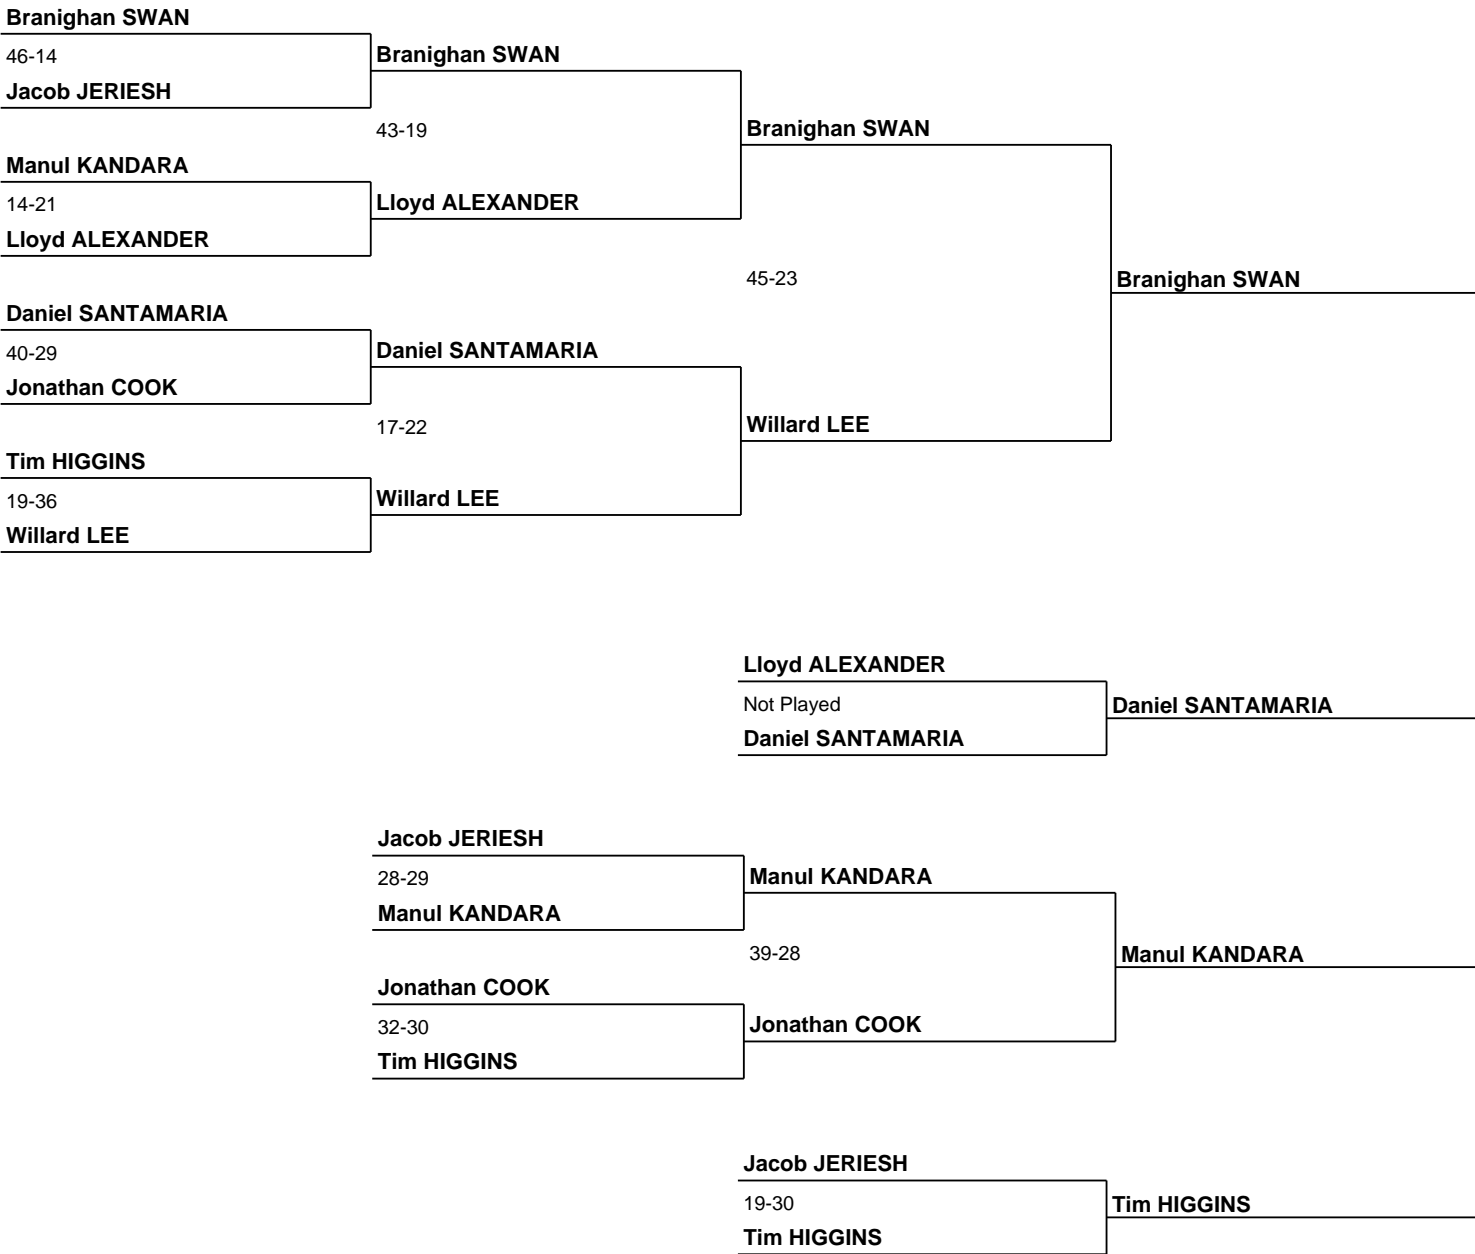 Branighan SWAN
46-14
Jacob JERIESH
Branighan SWAN
43-19
Manul KANDARA
14-21
Lloyd ALEXANDER
Lloyd ALEXANDER
Branighan SWAN
45-23
Daniel SANTAMARIA
40-29
Jonathan COOK
Daniel SANTAMARIA
17-22
Tim HIGGINS
19-36
Willard LEE
Willard LEE
Willard LEE
Branighan SWAN
Lloyd ALEXANDER
Not Played
Daniel SANTAMARIA
Daniel SANTAMARIA
Jacob JERIESH
28-29
Manul KANDARA
Manul KANDARA
39-28
Jonathan COOK
32-30
Tim HIGGINS
Jonathan COOK
Manul KANDARA
Jacob JERIESH
19-30
Tim HIGGINS
Tim HIGGINS